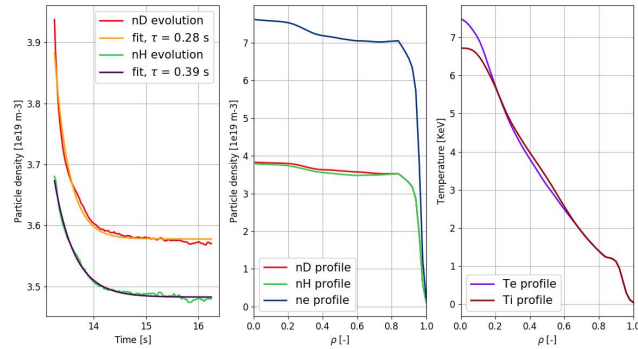 nD evolution
fit, τ = 0.28 s
nH evolution
fit, τ = 0.39 s
3.9
3.8
3.7
3.6
3.5
Particle density [1e19 m-3]
14
15
16
Time [s]
7
6
5
4
3
2
1
0
Particle density [1e19 m-3]
nD profile
nH profile
ne profile
0.0
0.2
0.4
0.6
0.8
1.0
ρ [-]
7
6
5
4
3
2
1
0
Temperature [KeV]
Te profile
Ti profile
0.0
0.2
0.4
0.6
0.8
1.0
ρ [-]